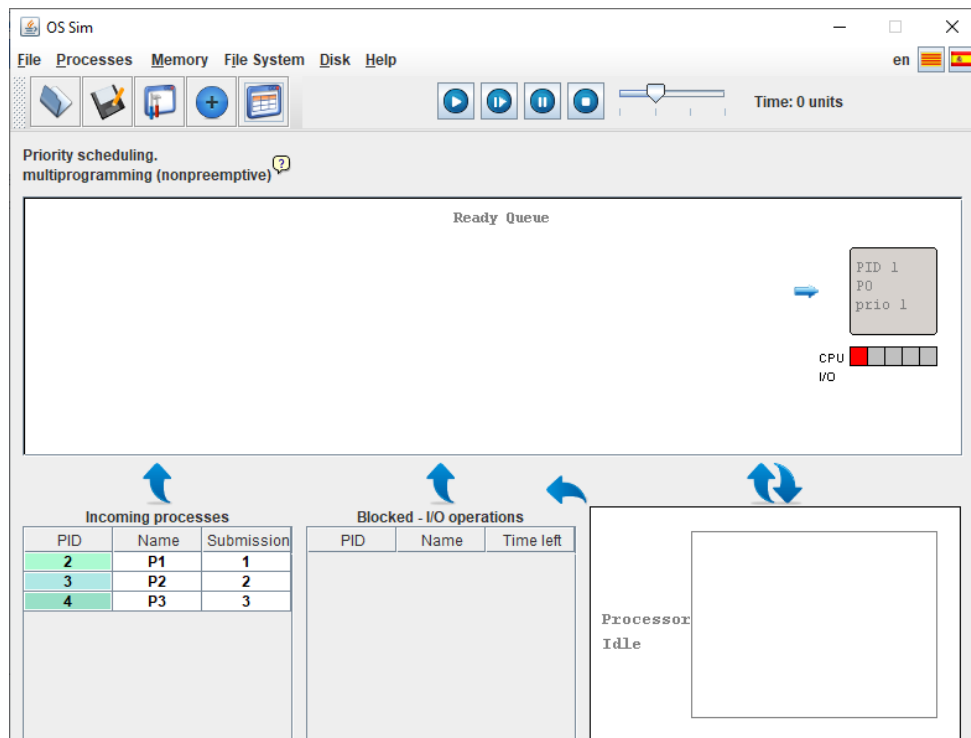 OS Sim
File Processes Memory File System Disk Help en
Time: 0 units
Priority scheduling.
multiprogramming (nonpreemptive) ?
Ready Queue
PID 1
P0
prio 1
CPU
I/O
Incoming processes
PID Name Submission
2 P1 1
3 P2 2
4 P3 3
Blocked - I/O operations
PID Name Time left
Processor
Idle